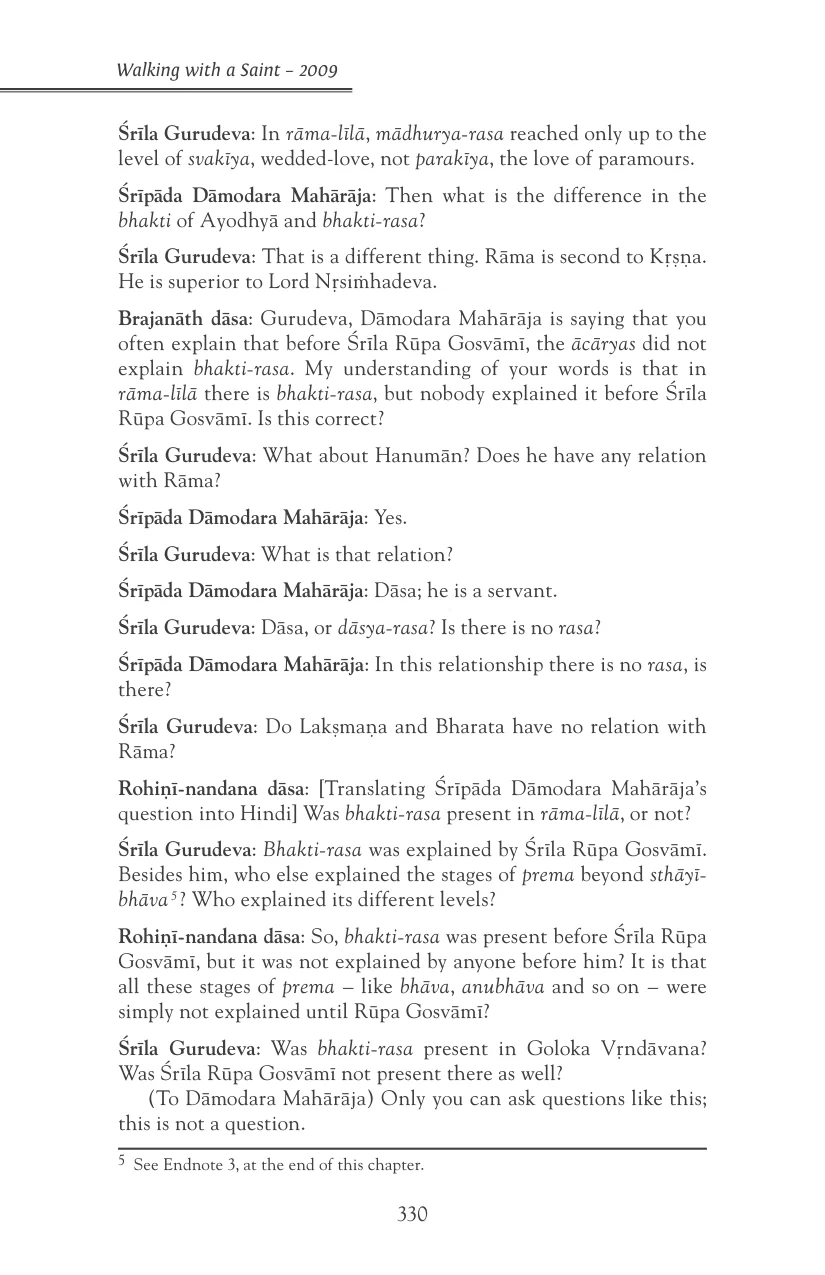 Walking with a Saint – 2009
Śrīla Gurudeva: In rāma-līlā, mādhurya-rasa reached only up to the
level of svakīya, wedded-love, not parakīya, the love of paramours.
Śrīpāda Dāmodara Mahārāja: Then what is the difference in the
bhakti of Ayodhyā and bhakti-rasa?
Śrīla Gurudeva: That is a different thing. Rāma is second to Kṛṣṇa.
He is superior to Lord Nṛsiṁhadeva.
Brajanāth dāsa: Gurudeva, Dāmodara Mahārāja is saying that you
often explain that before Śrīla Rūpa Gosvāmī, the ācāryas did not
explain bhakti-rasa. My understanding of your words is that in
rāma-līlā there is bhakti-rasa, but nobody explained it before Śrīla
Rūpa Gosvāmī. Is this correct?
Śrīla Gurudeva: What about Hanumān? Does he have any relation
with Rāma?
Śrīpāda Dāmodara Mahārāja: Yes.
Śrīla Gurudeva: What is that relation?
Śrīpāda Dāmodara Mahārāja: Dāsa; he is a servant.
Śrīla Gurudeva: Dāsa, or dāsya-rasa? Is there is no rasa?
Śrīpāda Dāmodara Mahārāja: In this relationship there is no rasa, is
there?
Śrīla Gurudeva: Do Lakṣmaṇa and Bharata have no relation with
Rāma?
Rohiṇī-nandana dāsa: [Translating Śrīpāda Dāmodara Mahārāja's
question into Hindi] Was bhakti-rasa present in rāma-līlā, or not?
Śrīla Gurudeva: Bhakti-rasa was explained by Śrīla Rūpa Gosvāmī.
Besides him, who else explained the stages of prema beyond sthāyī-
bhāva 5? Who explained its different levels?
Rohiṇī-nandana dāsa: So, bhakti-rasa was present before Śrīla Rūpa
Gosvāmī, but it was not explained by anyone before him? It is that
all these stages of prema – like bhāva, anubhāva and so on – were
simply not explained until Rūpa Gosvāmī?
Śrīla Gurudeva: Was bhakti-rasa present in Goloka Vṛndāvana?
Was Śrīla Rūpa Gosvāmī not present there as well?
(To Dāmodara Mahārāja) Only you can ask questions like this;
this is not a question.
5 See Endnote 3, at the end of this chapter.
330